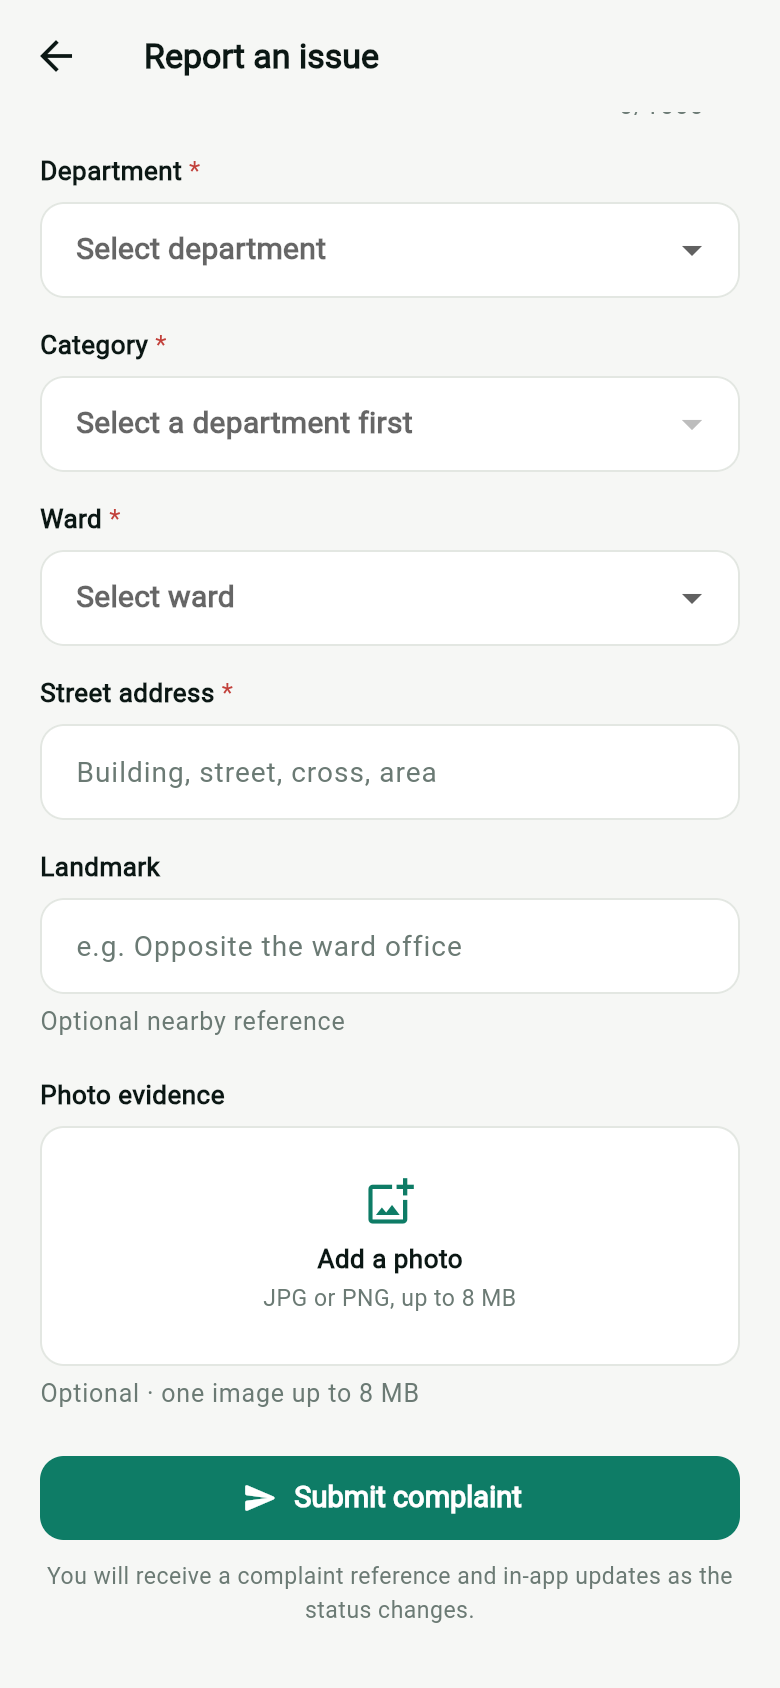 Report an issue
Department *
Select department
Category *
Select a department first
Ward *
Select ward
Street address *
Building, street, cross, area
Landmark
e.g. Opposite the ward office
Optional nearby reference
Photo evidence
Add a photo
JPG or PNG, up to 8 MB
Optional · one image up to 8 MB
Submit complaint
You will receive a complaint reference and in-app updates as the
status changes.